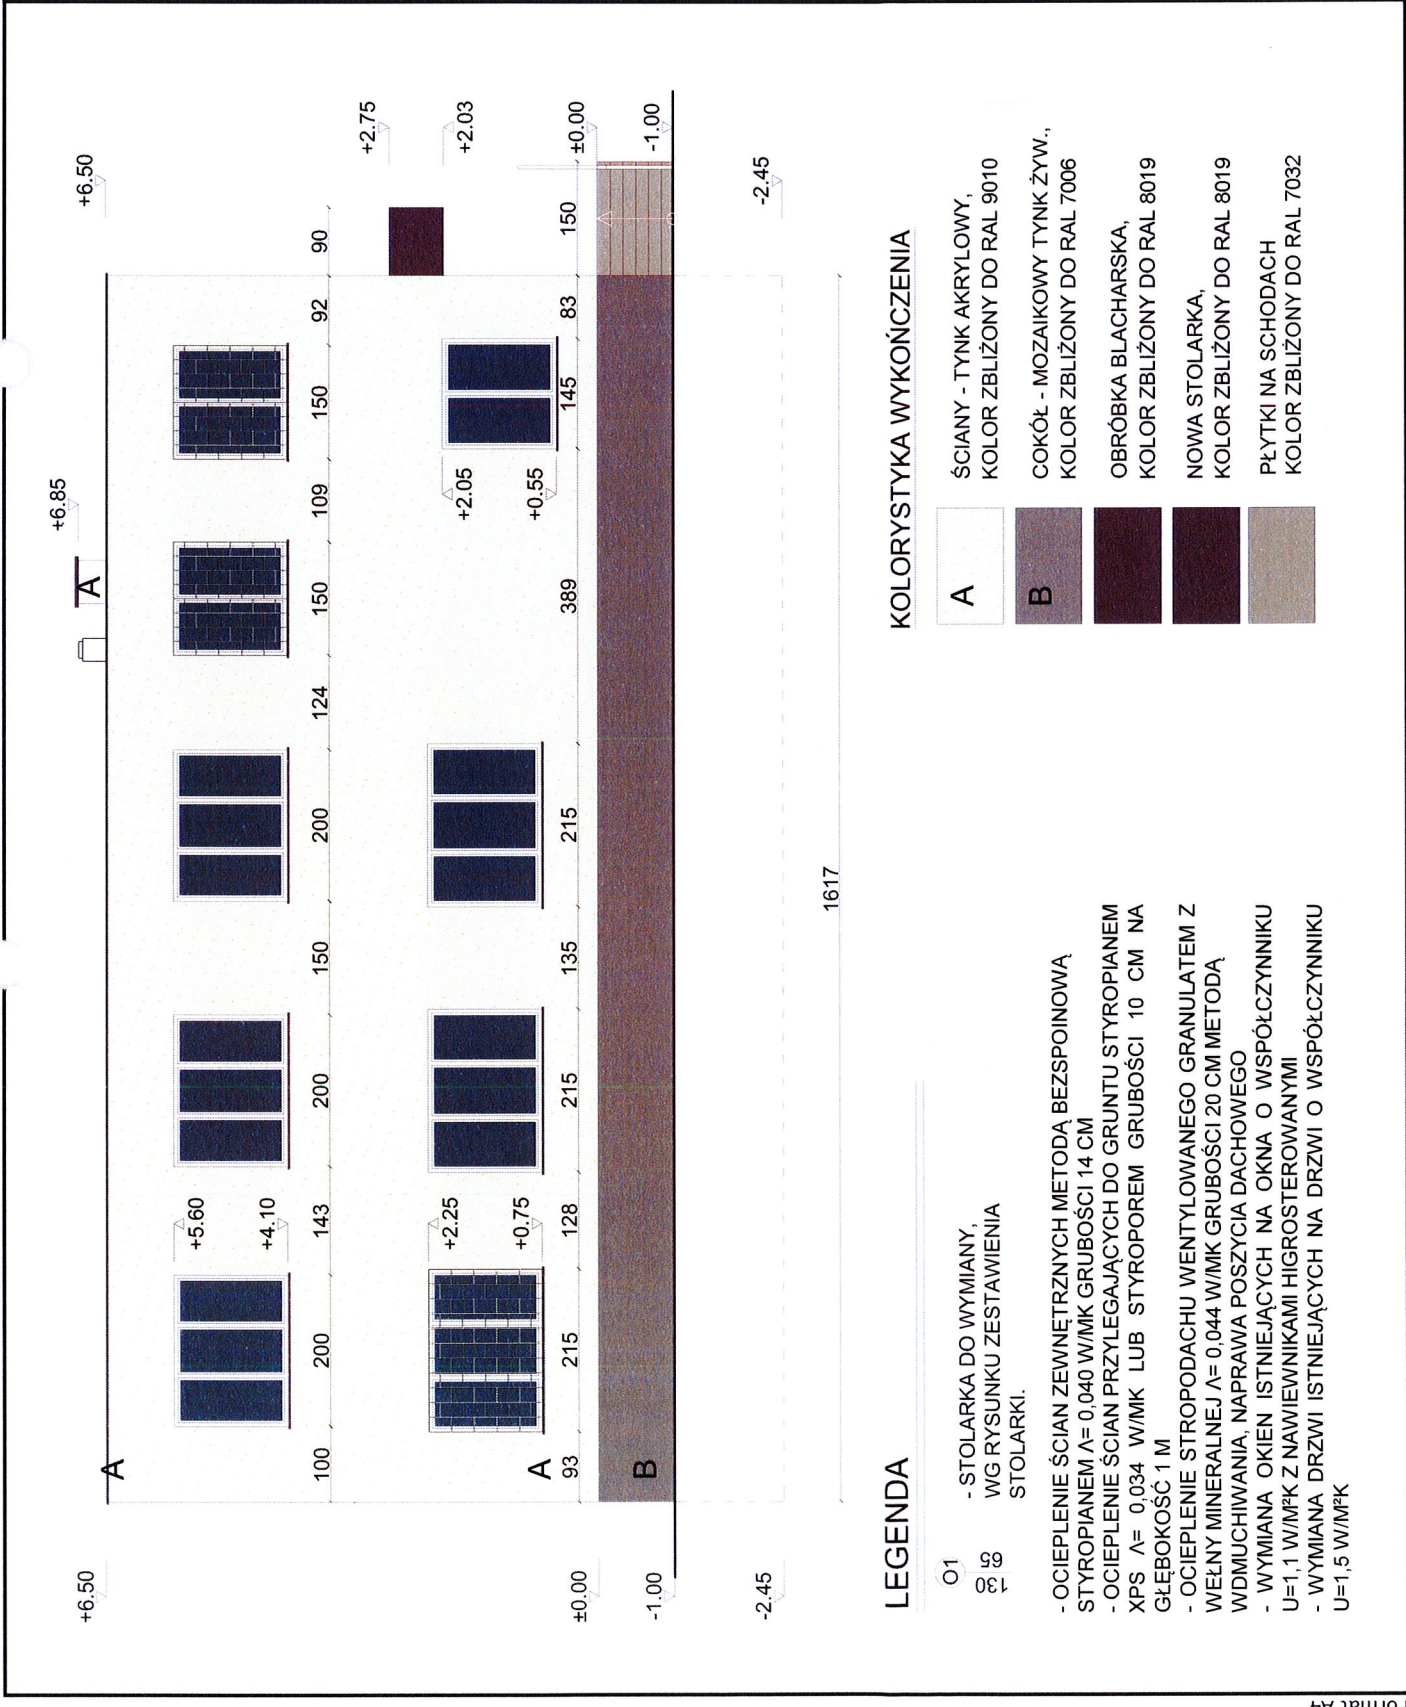 +6.50
+6.85
+6.50
A
A
+5.60
+4.10
+2.75
+2.03
100
200
143
200
150
200
124
150
109
150
92
90
+2.25
+0.75
+2.05
+0.55
A
±0.00
93
215
128
215
135
215
389
145
83
150
±0.00
B
-1.00
-1.00
-2.45
-2.45
1617
LEGENDA
O1
130
65
- STOLARKA DO WYMIANY,
WG RYSUNKU ZESTAWIENIA
STOLARKI.
- OCIEPLENIE ŚCIAN ZEWNĘTRZNYCH METODĄ BEZSPOINOWĄ
STYROPIANEM Λ= 0,040 W/MK GRUBOŚCI 14 CM
- OCIEPLENIE ŚCIAN PRZYLEGAJĄCYCH DO GRUNTU STYROPIANEM
XPS Λ= 0,034 W/MK LUB STYROPOREM GRUBOŚCI 10 CM NA
GŁĘBOKOŚĆ 1 M
- OCIEPLENIE STROPODACHU WENTYLOWANEGO GRANULATEM Z
WEŁNY MINERALNEJ Λ= 0,044 W/MK GRUBOŚCI 20 CM METODĄ
WDMUCHIWANIA, NAPRAWA POSZYCIA DACHOWEGO
- WYMIANA OKIEN ISTNIEJĄCYCH NA OKNA O WSPÓŁCZYNNIKU
U=1,1 W/M²K Z NAWIEWNIKAMI HIGROSTEROWANYMI
- WYMIANA DRZWI ISTNIEJĄCYCH NA DRZWI O WSPÓŁCZYNNIKU
U=1,5 W/M²K
KOLORYSTYKA WYKOŃCZENIA
A
ŚCIANY - TYNK AKRYLOWY,
KOLOR ZBLIŻONY DO RAL 9010
B
COKÓŁ - MOZAIKOWY TYNK ŻYW.,
KOLOR ZBLIŻONY DO RAL 7006
OBRÓBKA BLACHARSKA,
KOLOR ZBLIŻONY DO RAL 8019
NOWA STOLARKA,
KOLOR ZBLIŻONY DO RAL 8019
PŁYTKI NA SCHODACH
KOLOR ZBLIŻONY DO RAL 7032